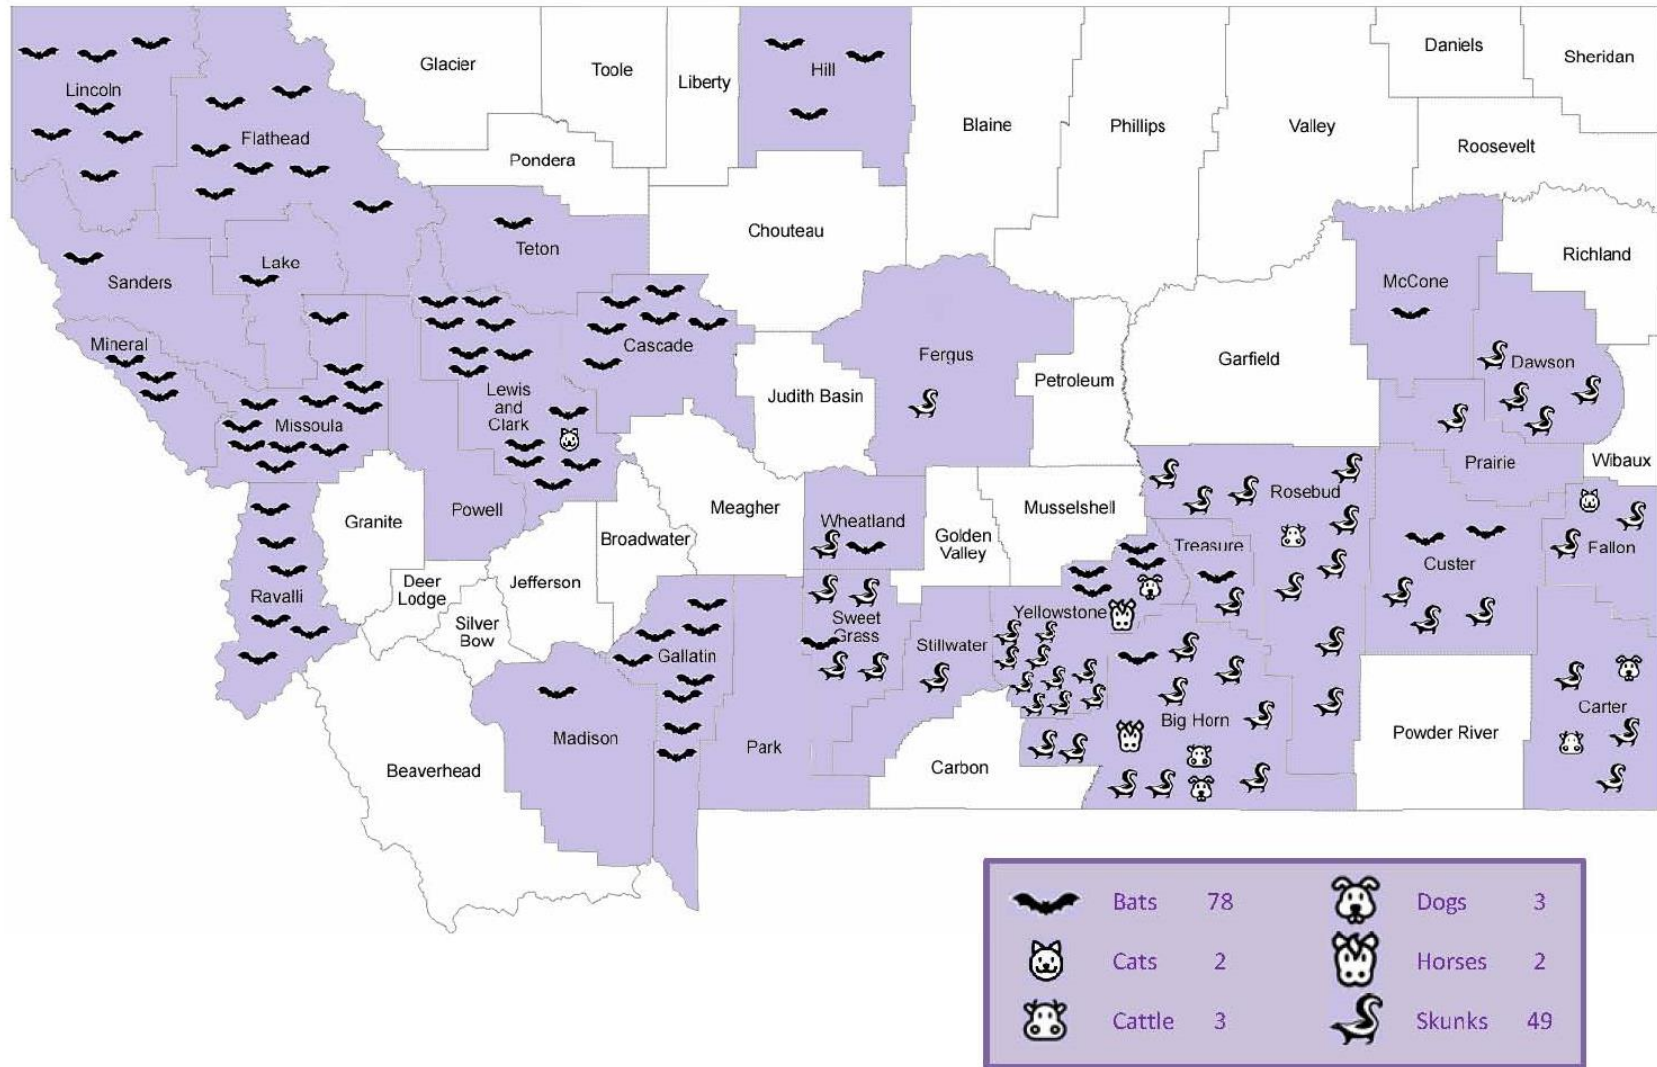 Daniels
Sheridan
Glacier
Toole
Hill
Liberty
Lincoln
Blaine
Phillips
Valley
Flathead
Roosevelt
Pondera
Chouteau
Teton
Richland
Lake
Sanders
McCone
Mineral
Cascade
Fergus
Garfield
Dawson
Petroleum
Judith Basin
Lewis
and
Clark
Missoula
Prairie
Wibaux
Rosebud
Powell
Granite
Meagher
Musselshell
Wheatland
Broadwater
Golden
Valley
Treasure
Fallon
Custer
Deer
Lodge
Jefferson
Ravalli
Yellowstone
Sweet
Grass
Silver
Bow
Stillwater
Gallatin
Carter
Big Horn
Madison
Park
Powder River
Beaverhead
Carbon
Bats 78
Dogs 3
Cats 2
Horses 2
Cattle 3
Skunks 49